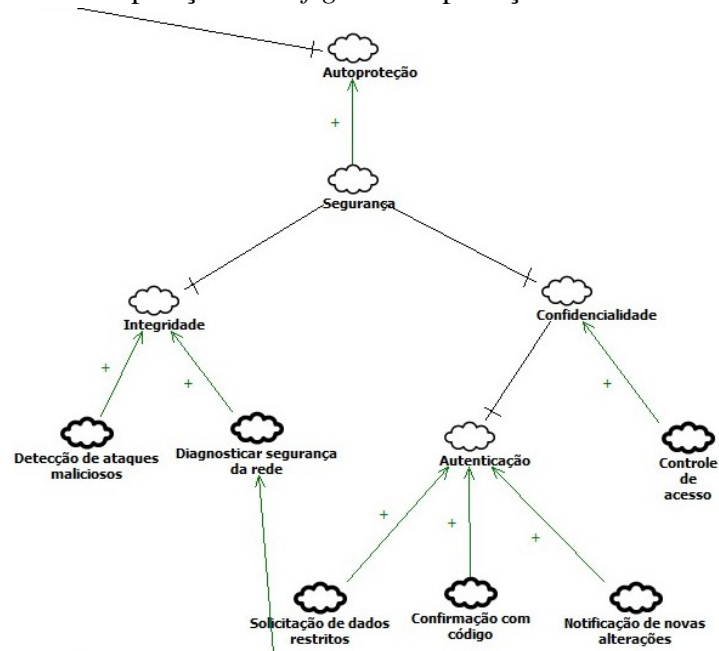 Autoproteção
+
Segurança
Integridade
Confidencialidade
+
+
+
Detecção de ataques
maliciosos
Diagnosticar segurança
da rede
Autenticação
Controle
de
acesso
+
+
+
Solicitação de dados
restritos
Confirmação com
código
Notificação de novas
alterações